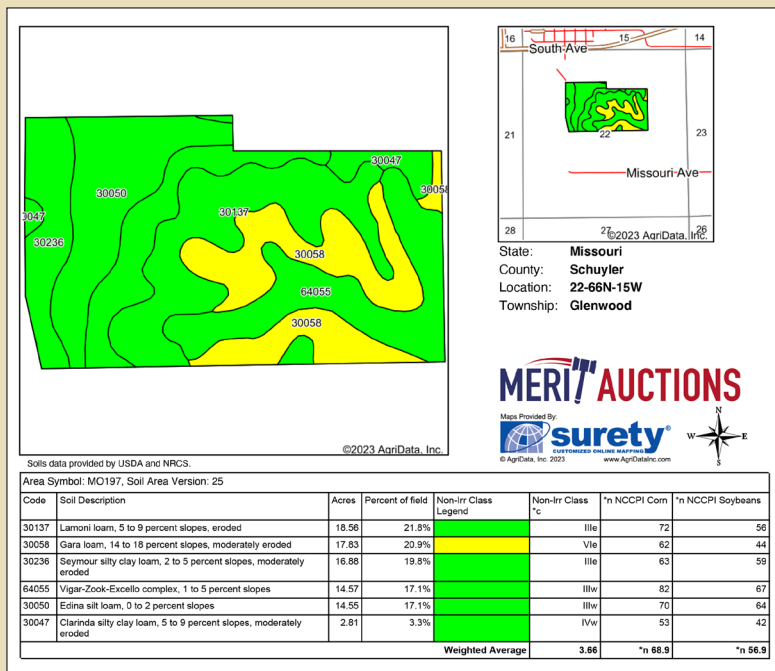 30050
30047
30058
0047
30137
30236
30058
64055
30058
©2023 AgriData, Inc.
Soils data provided by USDA and NRCS.
16 15 14
South Ave
21 22 23
Missouri Ave
28 27 26
©2023 AgriData, Inc.
State: Missouri
County: Schuyler
Location: 22-66N-15W
Township: Glenwood
MERIT AUCTIONS
Maps Provided By:
surety®
CUSTOMIZED ONLINE MAPPING
© AgriData, Inc. 2023 www.AgriDataInc.com
N
W E
S
Area Symbol: MO197, Soil Area Version: 25
Code Soil Description Acres Percent of field Non-Irr Class Legend Non-Irr Class *c *n NCCPI Corn *n NCCPI Soybeans
30137 Lamoni loam, 5 to 9 percent slopes, eroded 18.56 21.8% IIIe 72 56
30058 Gara loam, 14 to 18 percent slopes, moderately eroded 17.83 20.9% VIe 62 44
30236 Seymour silty clay loam, 2 to 5 percent slopes, moderately eroded 16.88 19.8% IIIe 63 59
64055 Vigar-Zook-Excello complex, 1 to 5 percent slopes 14.57 17.1% IIIw 82 67
30050 Edina silt loam, 0 to 2 percent slopes 14.55 17.1% IIIw 70 64
30047 Clarinda silty clay loam, 5 to 9 percent slopes, moderately eroded 2.81 3.3% IVw 53 42
Weighted Average 3.66 *n 68.9 *n 56.9